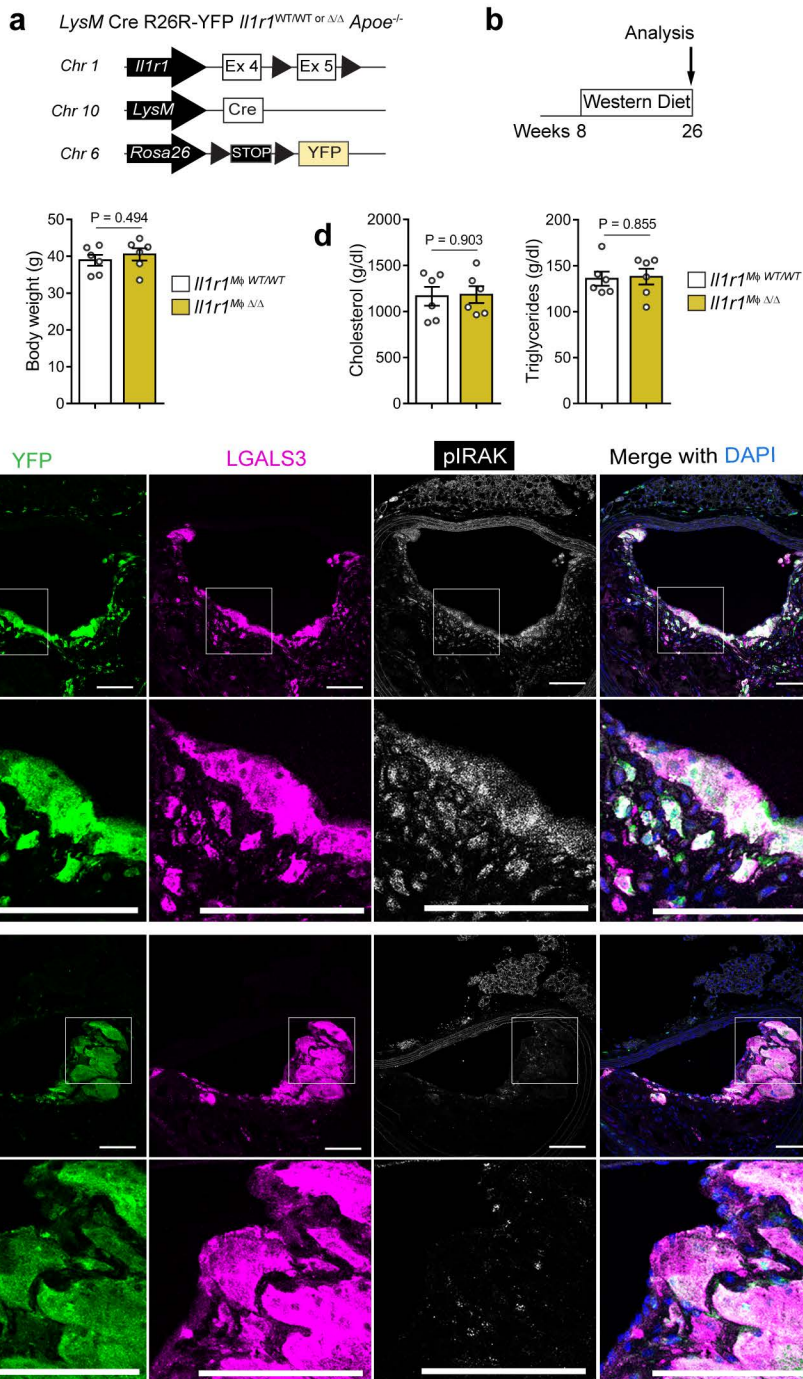 a
LysM Cre R26R-YFP Il1r1WT/WT or Δ/Δ Apoe-/-
Chr 1 Il1r1 Ex 4 Ex 5
Chr 10 LysM Cre
Chr 6 Rosa26 STOP YFP
b
Analysis
Western Diet
Weeks 8 26
Body weight (g)
50
40
30
20
10
0
P = 0.494
Il1r1Mϕ WT/WT
Il1r1Mϕ Δ/Δ
d
Cholesterol (g/dl)
2000
1500
1000
500
0
P = 0.903
Triglycerides (g/dl)
200
150
100
50
0
P = 0.855
Il1r1Mϕ WT/WT
Il1r1Mϕ Δ/Δ
YFP LGALS3 pIRAK Merge with DAPI